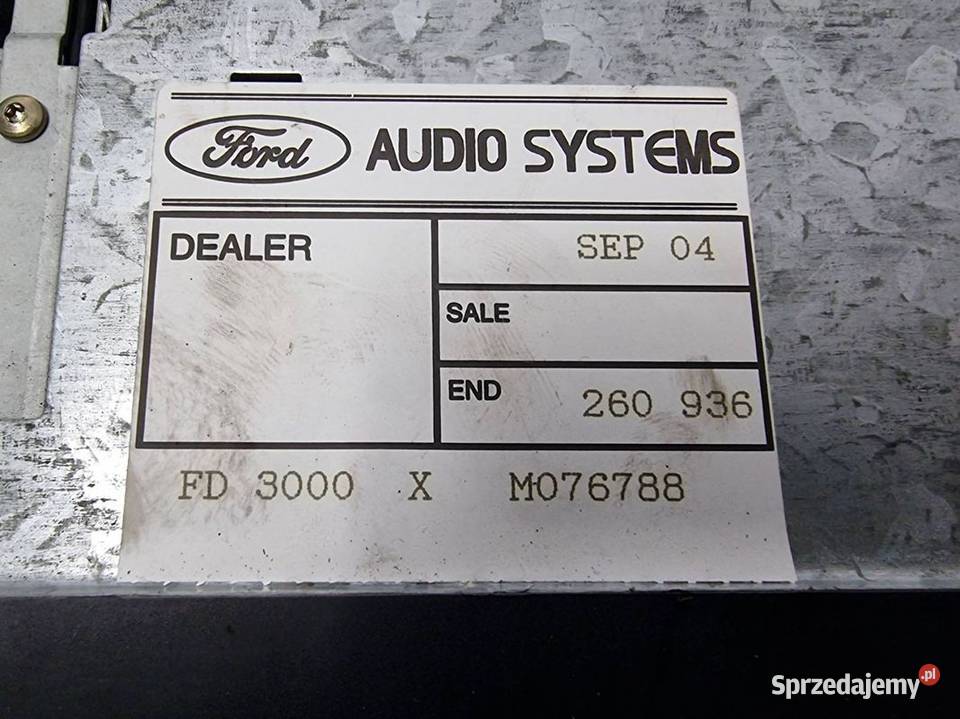 Ford AUDIO SYSTEMS
DEALER
SEP 04
SALE
END 260 936
FD 3000 X M076788
Sprzedajemy.pl